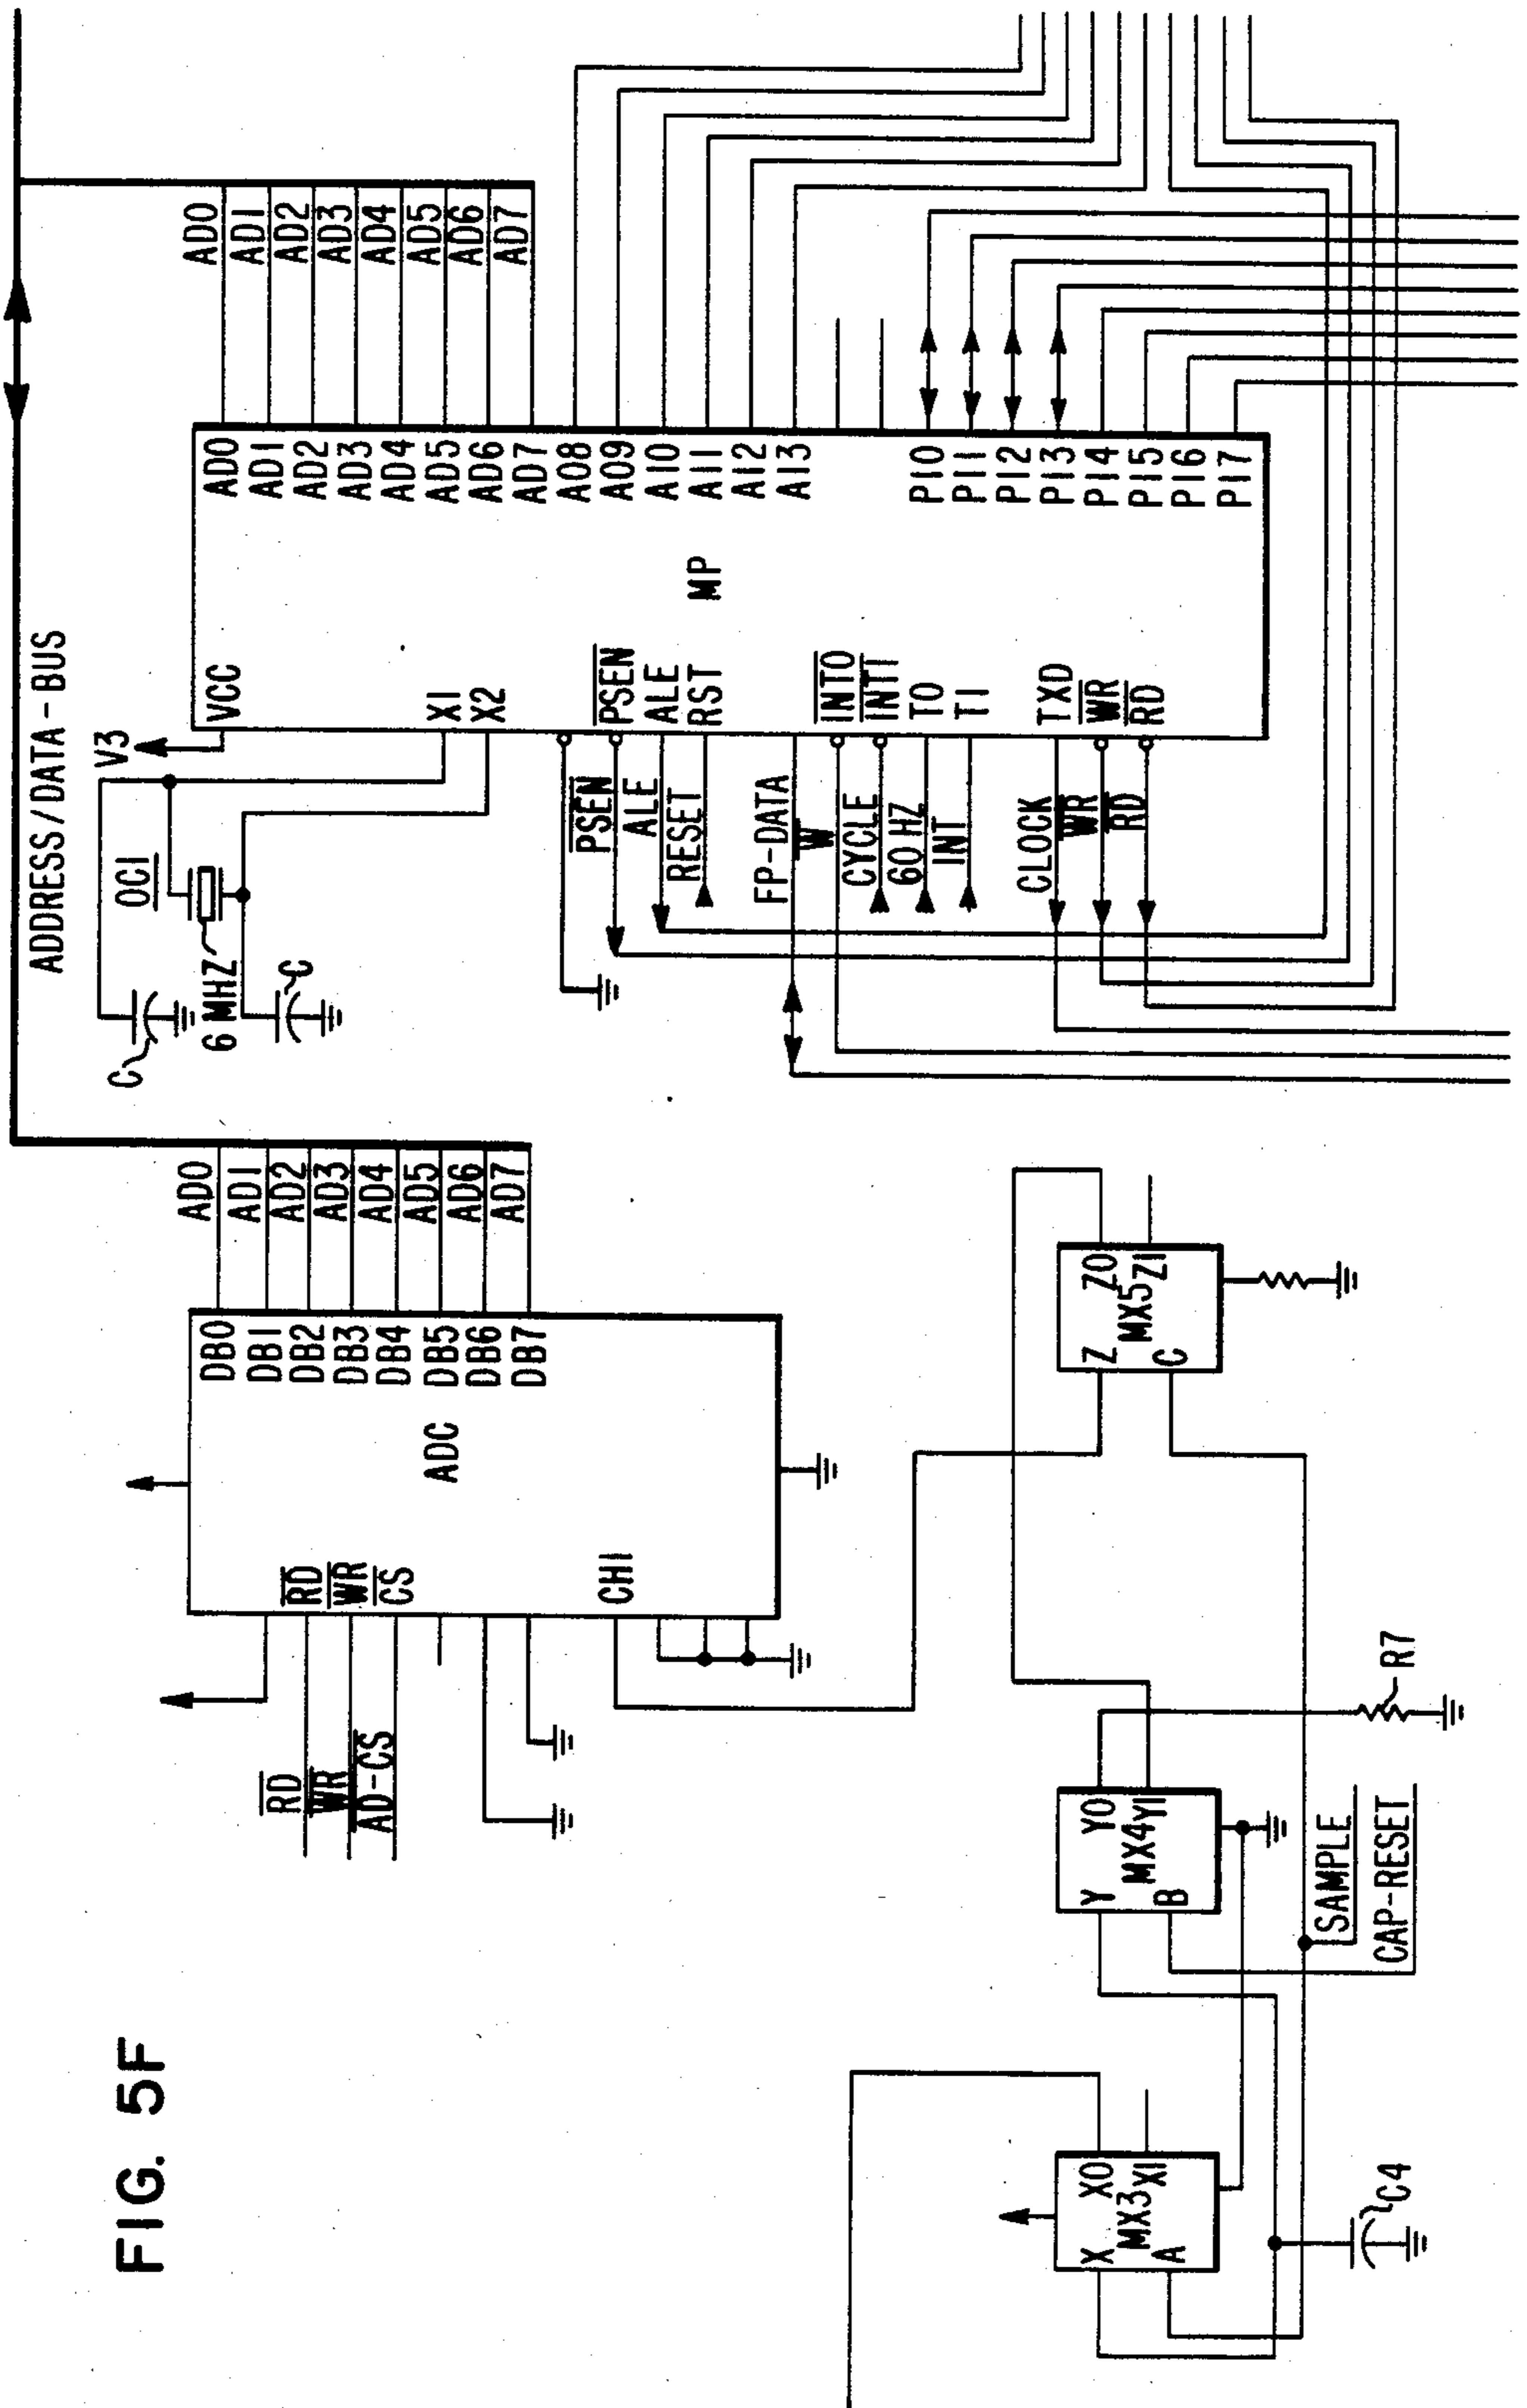 FIG. 5F
ADDRESS/DATA-BUS
V3
OC1
6 MHZ
C
C
VCC
X1
X2
PSEN
ALE
RST
INT0
INT1
T0
T1
TXD
WR
RD
MP
AD0
AD1
AD2
AD3
AD4
AD5
AD6
AD7
A08
A09
A10
A11
A12
A13
P10
P11
P12
P13
P14
P15
P16
P17
AD0
AD1
AD2
AD3
AD4
AD5
AD6
AD7
PSEN
ALE
RESET
FP-DATA
W
CYCLE
60 HZ
INT
CLOCK
WR
RD
AD0
AD1
AD2
AD3
AD4
AD5
AD6
AD7
DB0
DB1
DB2
DB3
DB4
DB5
DB6
DB7
ADC
RD
WR
CS
CH1
RD
WR
AD-CS
Z Z0
MX5
C Z1
Y Y0
MX4
B Y1
X X0
MX3
A X1
R7
SAMPLE
CAP-RESET
C4